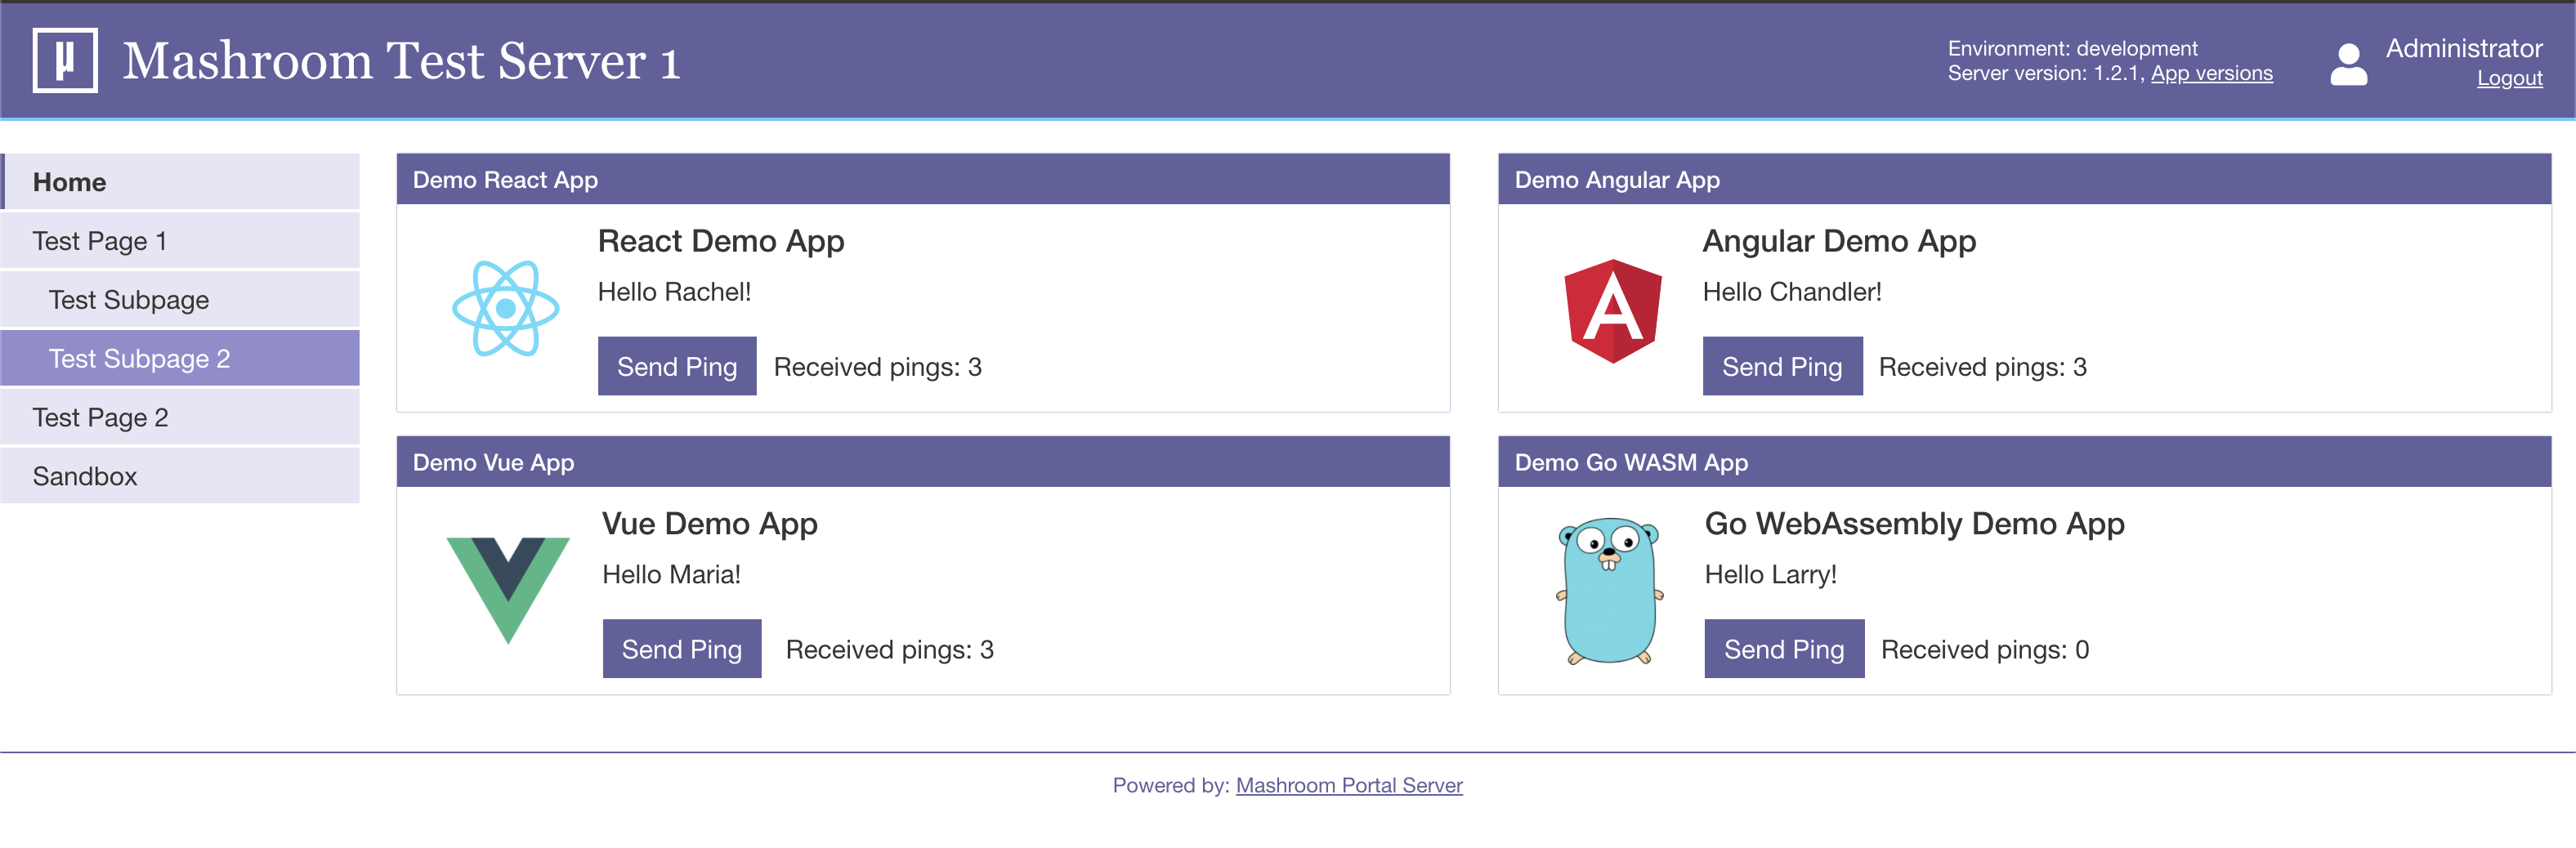 µ Mashroom Test Server 1
Environment: development
Server version: 1.2.1, App versions
Administrator
Logout
Home
Test Page 1
Test Subpage
Test Subpage 2
Test Page 2
Sandbox
Demo React App
React Demo App
Hello Rachel!
Send Ping Received pings: 3
Demo Angular App
A
Angular Demo App
Hello Chandler!
Send Ping Received pings: 3
Demo Vue App
Vue Demo App
Hello Maria!
Send Ping Received pings: 3
Demo Go WASM App
Go WebAssembly Demo App
Hello Larry!
Send Ping Received pings: 0
Powered by: Mashroom Portal Server